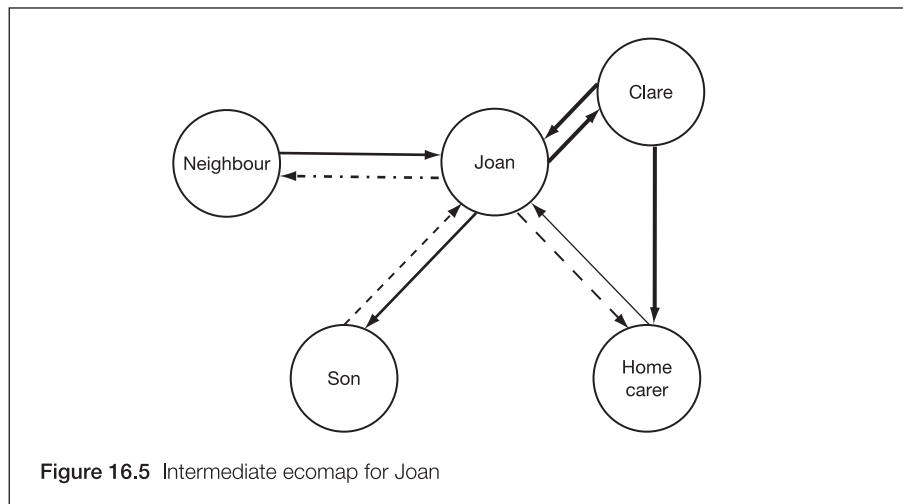 Clare
Neighbour
Joan
Son
Home
carer
Figure 16.5 Intermediate ecomap for Joan